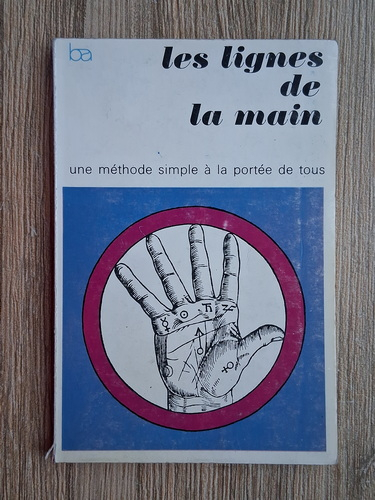 ba
les lignes
de
la main
une méthode simple à la portée de tous